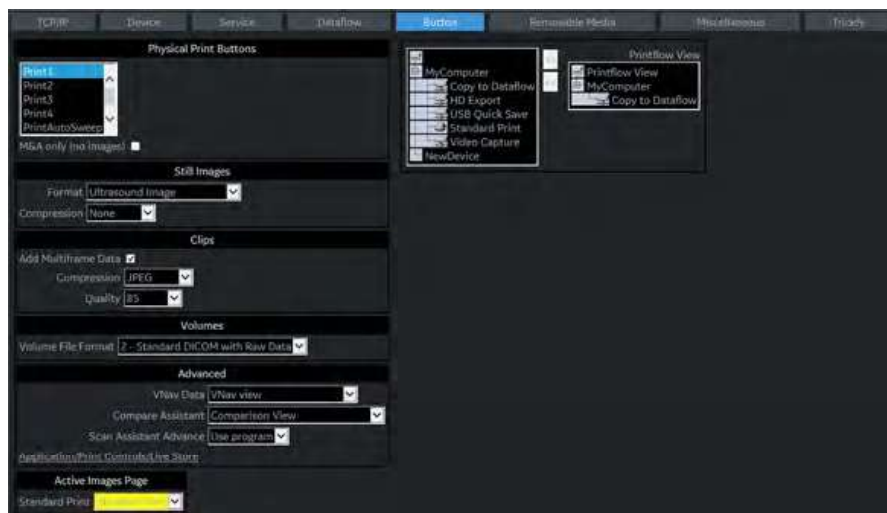 TCP/IP
Device
Service
Dataflow
Button
Removable Media
Miscellaneous
Tricefy
Physical Print Buttons
Print1
Print2
Print3
Print4
PrintAutoSweep
M&A only (no images)
Still Images
Format Ultrasound Image
Compression None
Clips
Add Multiframe Data
Compression JPEG
Quality 85
Volumes
Volume File Format 2 - Standard DICOM with Raw Data
Advanced
VNav Data VNav view
Compare Assistant Comparison View
Scan Assistant Advance Use program
Application/Print Controls/Live Store
Active Images Page
Standard Print
MyComputer
Copy to Dataflow
HD Export
USB Quick Save
Standard Print
Video Capture
NewDevice
Printflow View
Printflow View
MyComputer
Copy to Dataflow